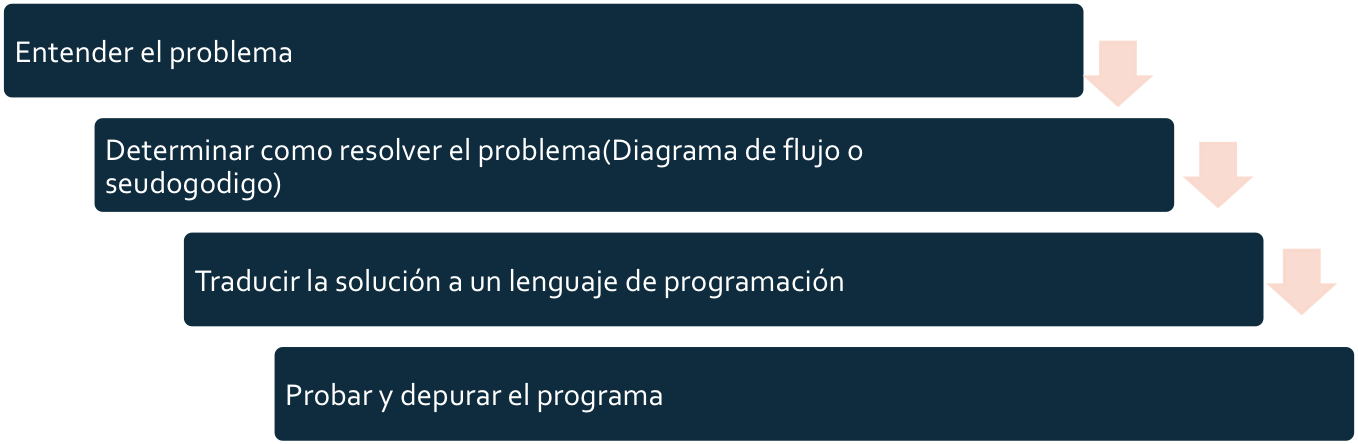 Entender el problema
Determinar como resolver el problema(Diagrama de flujo o
seudogodigo)
Traducir la solución a un lenguaje de programación
Probar y depurar el programa